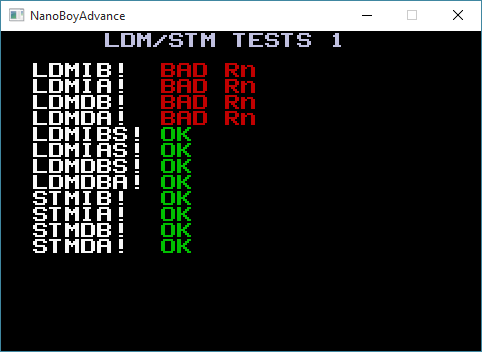 NanoBoyAdvance
LDM/STM TESTS 1
LDMIB! BAD Rn
LDMIA! BAD Rn
LDMDB! BAD Rn
LDMDA! BAD Rn
LDMIBS! OK
LDMIAS! OK
LDMDBS! OK
LDMDBA! OK
STMIB! OK
STMIA! OK
STMDB! OK
STMDA! OK